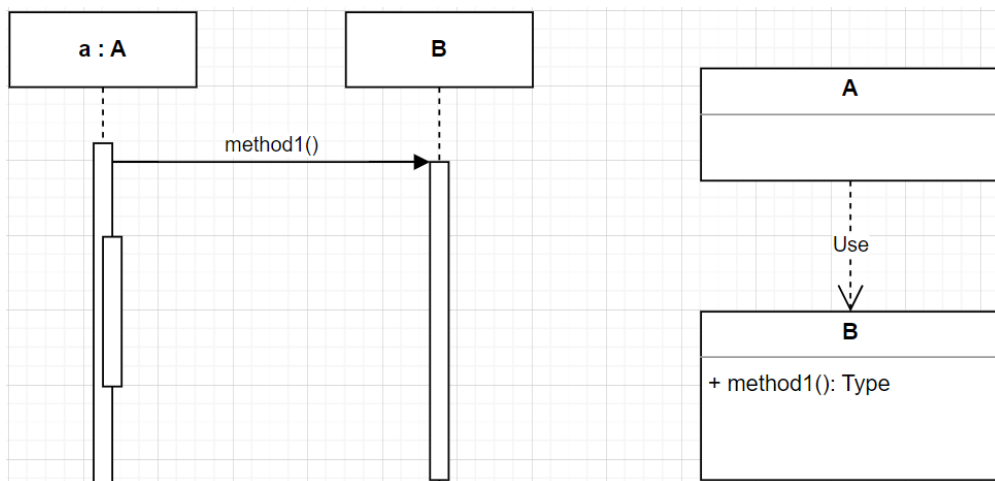 a : A
B
method1()
A
Use
B
+ method1(): Type